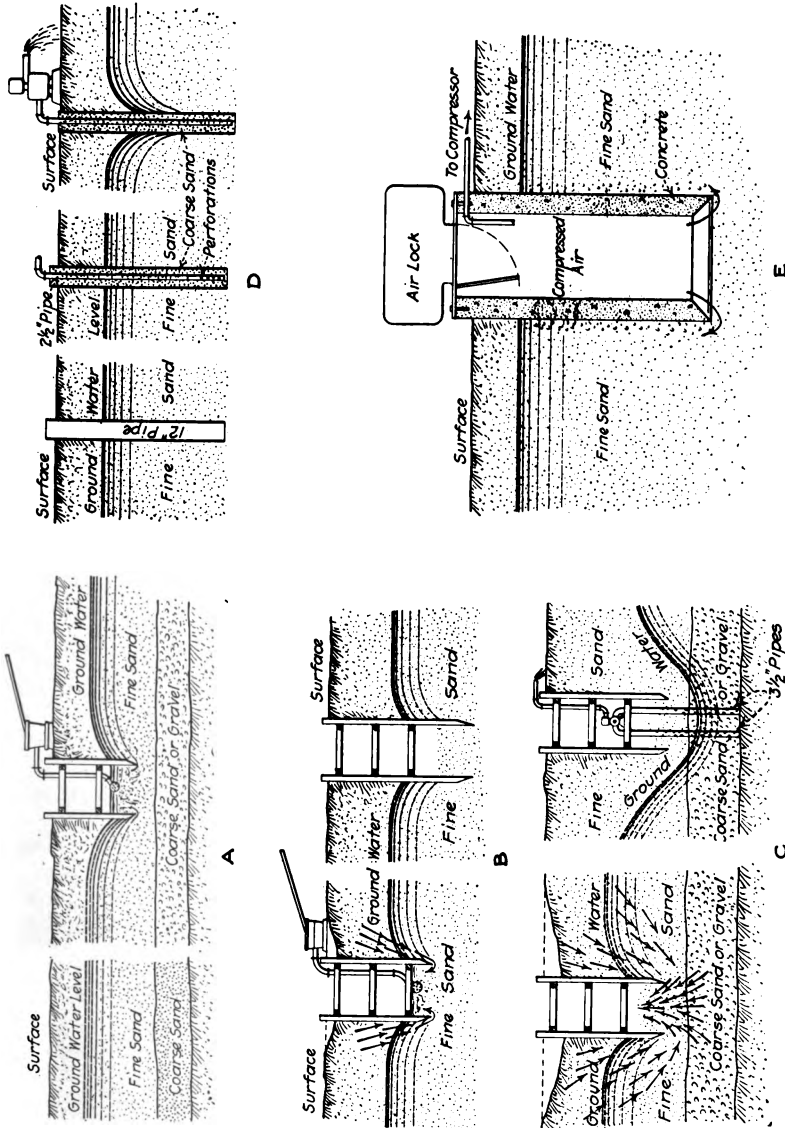 Surface
Ground Water Level
Fine Sand
Coarse Sand
Ground Water
Fine Sand
Coarse Sand or Gravel
A
Surface
Ground Water
Fine Sand
Surface
Fine Sand
B
Ground Water
Fine Sand
Coarse Sand or Gravel
Fine Sand
Ground Water
Coarse Sand or Gravel
3½" Pipes
C
Surface
Ground Water
Fine Sand
12" Pipe
2½" Pipe
Level
Fine Sand
Surface
Coarse Sand
Perforations
D
Surface
Fine Sand
Air Lock
Compressed
Air
To Compressor
Ground Water
Fine Sand
Concrete
E